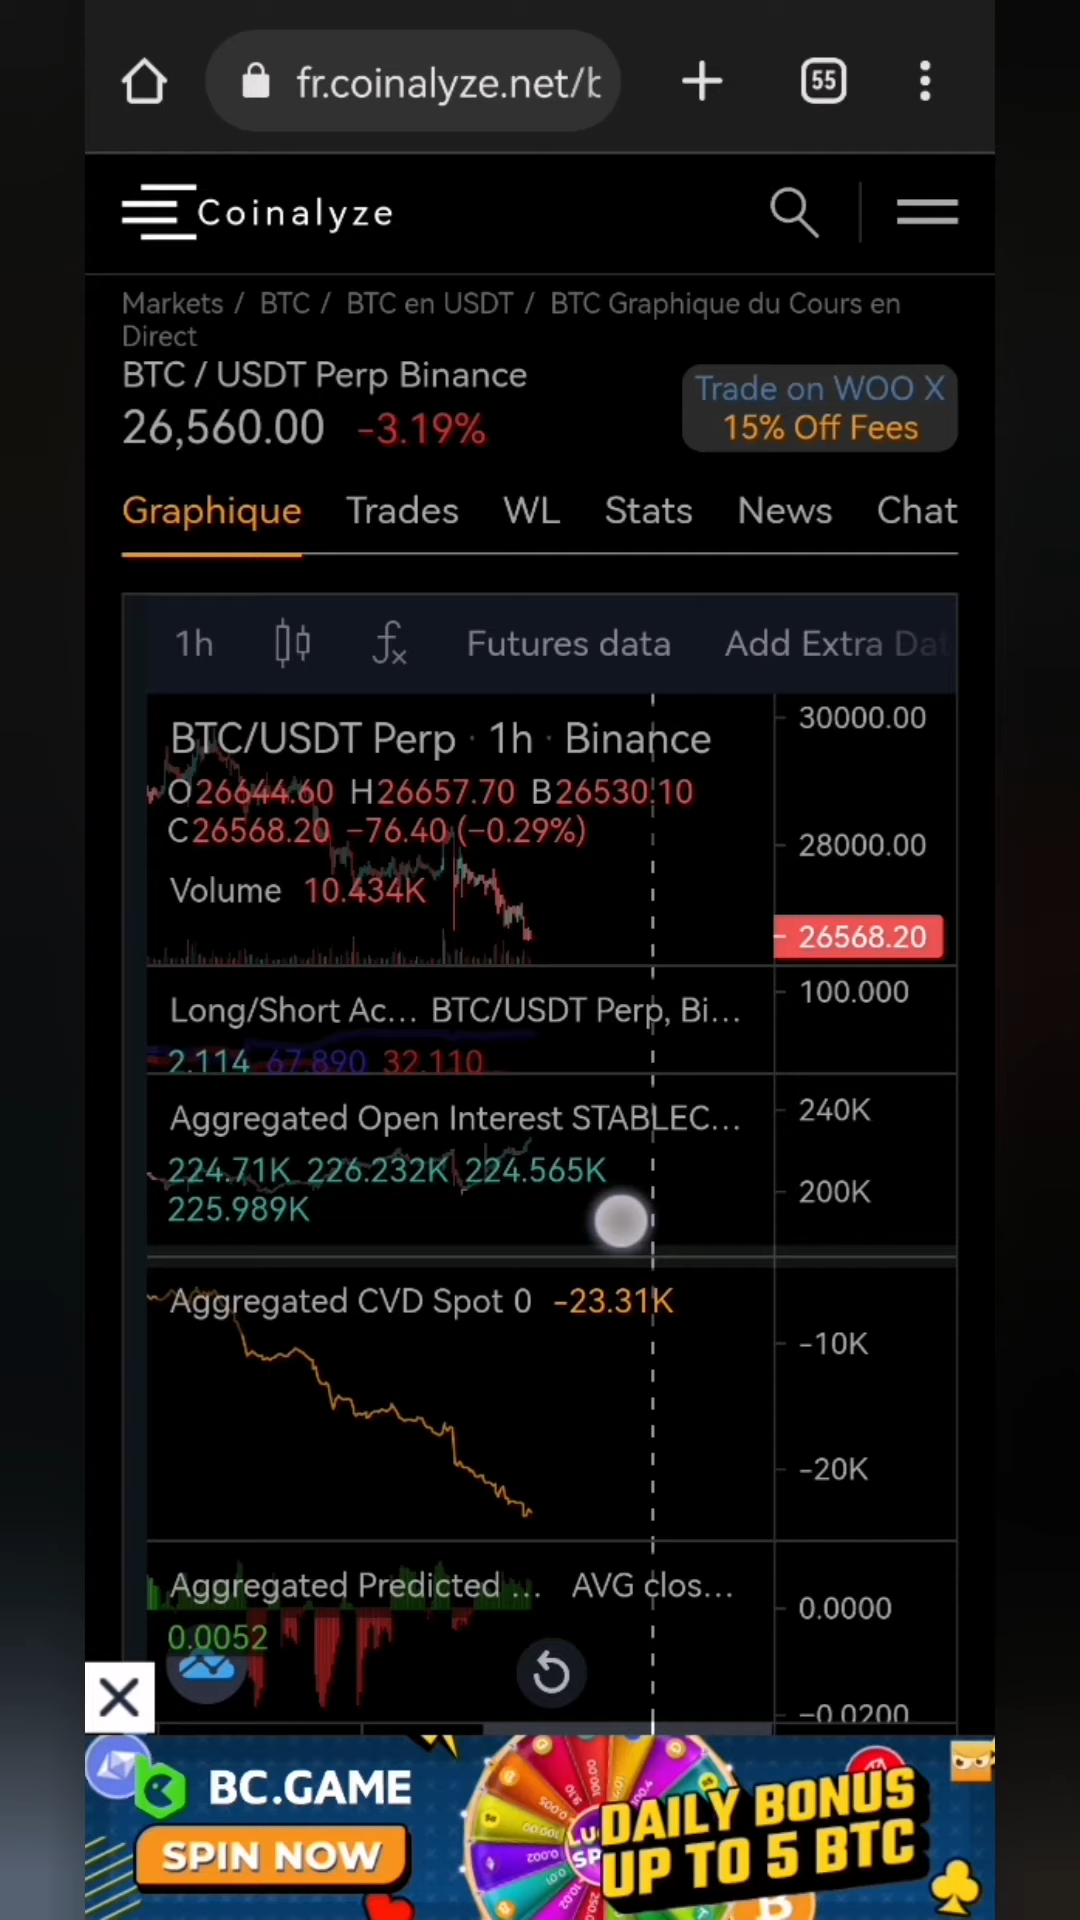 fr.coinalyze.net/b
55
Coinalyze
Markets / BTC / BTC en USDT / BTC Graphique du Cours en
Direct
BTC / USDT Perp Binance
26,560.00 -3.19%
Trade on WOO X
15% Off Fees
Graphique Trades WL Stats News Chat
1h fx Futures data Add Extra Dat
BTC/USDT Perp · 1h · Binance
30000.00
O26644.60 H26657.70 B26530.10
C26568.20 -76.40 (-0.29%)
28000.00
Volume 10.434K
26568.20
Long/Short Ac... BTC/USDT Perp, Bi...
100.000
2.114 67.890 32.110
Aggregated Open Interest STABLEC...
240K
224.71K 226.232K 224.565K
225.989K
200K
Aggregated CVD Spot 0 -23.31K
-10K
-20K
Aggregated Predicted ... AVG clos...
0.0000
0.0052
-0.0200
BC.GAME
SPIN NOW
DAILY BONUS
UP TO 5 BTC